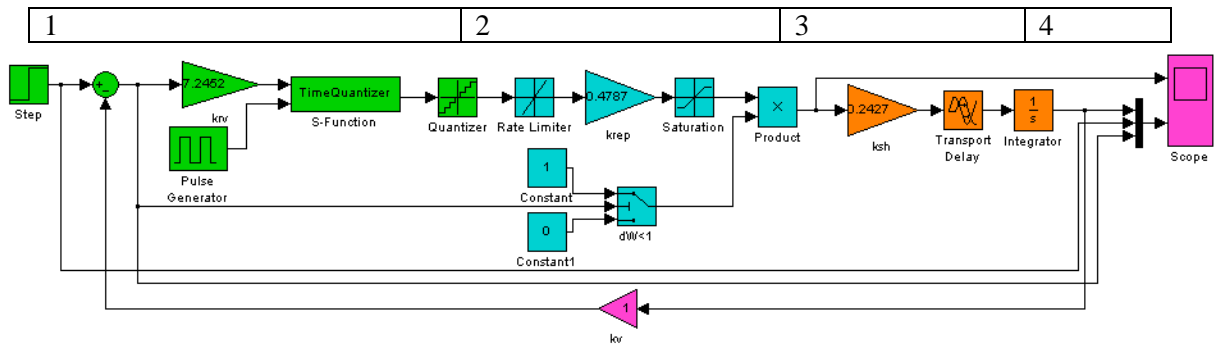 1 2 3 4
Step
+
-
7.2452
krv
TimeQuantizer
S-Function
Pulse
Generator
Quantizer
Rate Limiter
0.4787
krep
Saturation
×
Product
1
Constant
0
Constant1
dW<1
0.2427
ksh
Transport
Delay
1
s
Integrator
Scope
1
kv